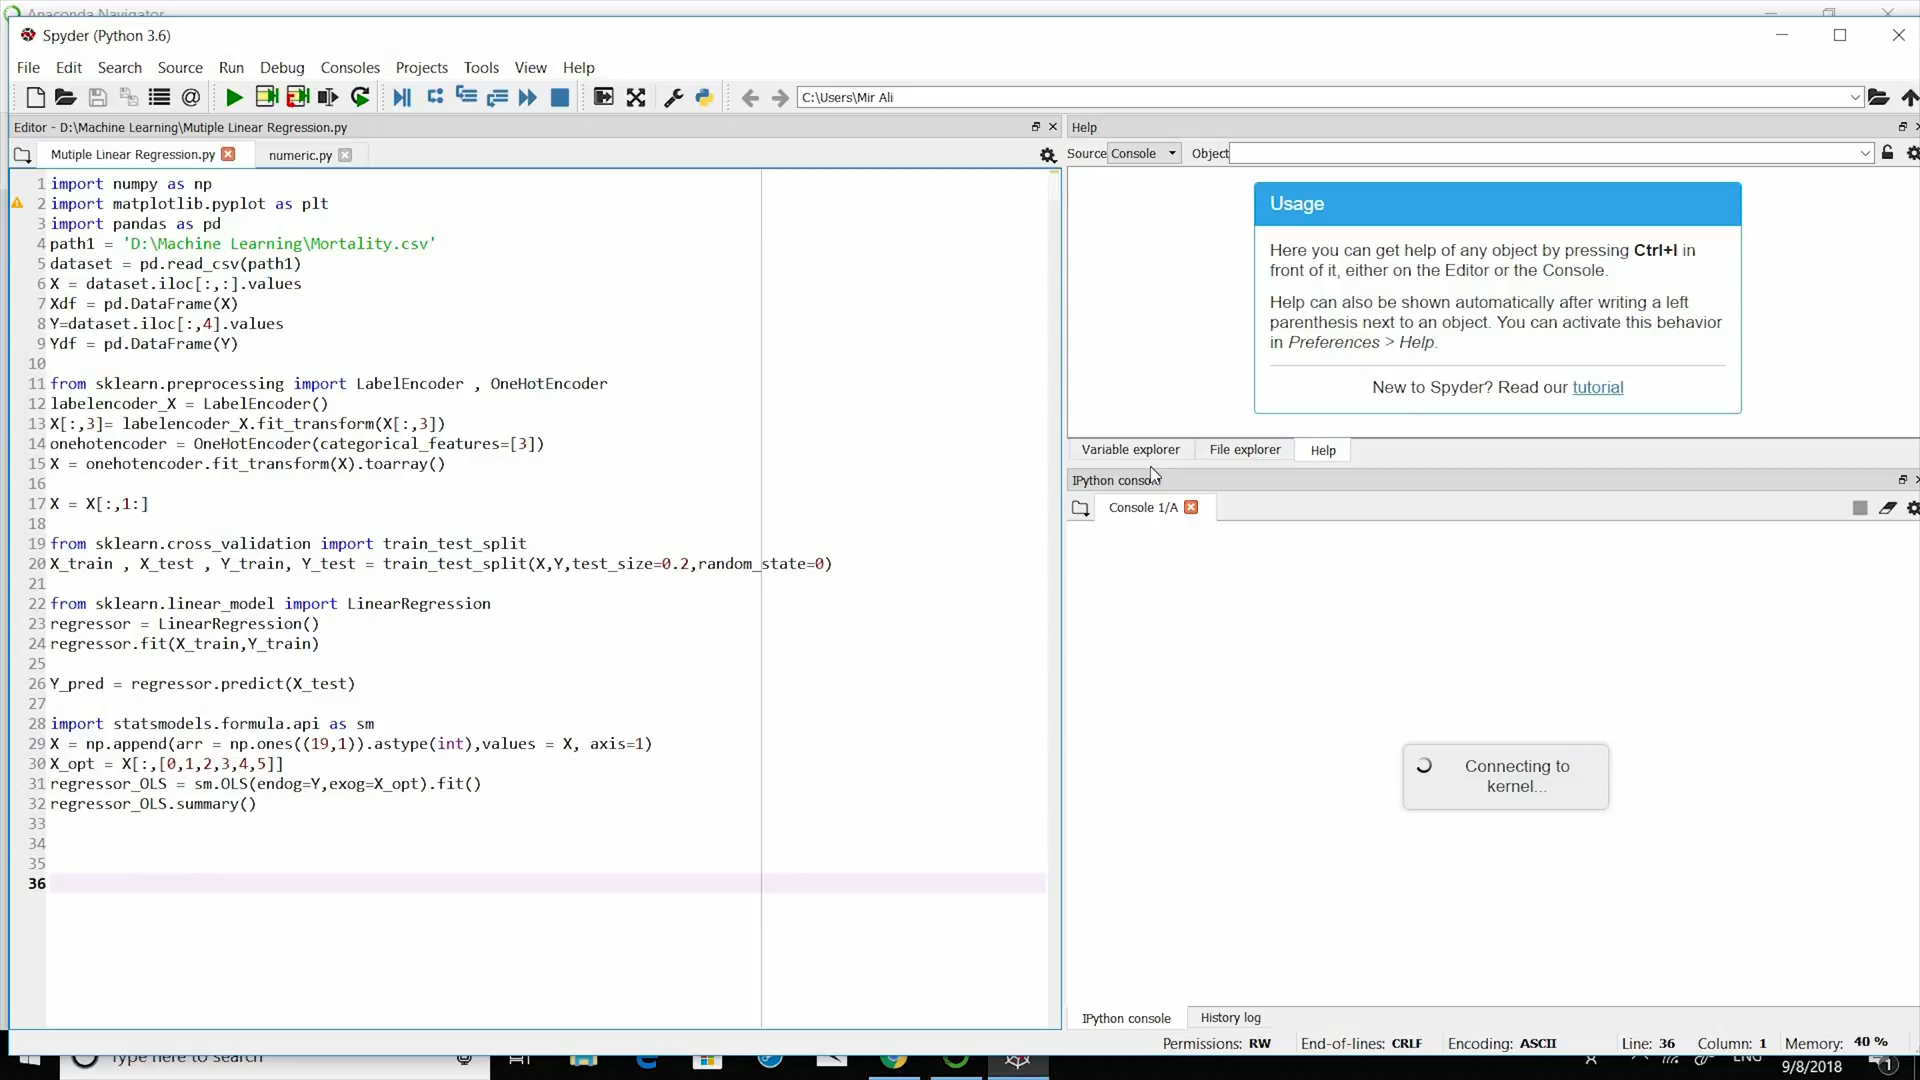 Anaconda Navigator
Spyder (Python 3.6)
File Edit Search Source Run Debug Consoles Projects Tools View Help
C:\Users\Mir Ali
Editor - D:\Machine Learning\Mutiple Linear Regression.py
Mutiple Linear Regression.py numeric.py
1 import numpy as np
2 import matplotlib.pyplot as plt
3 import pandas as pd
4 path1 = 'D:\Machine Learning\Mortality.csv'
5 dataset = pd.read_csv(path1)
6 X = dataset.iloc[:,:].values
7 Xdf = pd.DataFrame(X)
8 Y=dataset.iloc[:,4].values
9 Ydf = pd.DataFrame(Y)
10
11 from sklearn.preprocessing import LabelEncoder , OneHotEncoder
12 labelencoder_X = LabelEncoder()
13 X[:,3]= labelencoder_X.fit_transform(X[:,3])
14 onehotencoder = OneHotEncoder(categorical_features=[3])
15 X = onehotencoder.fit_transform(X).toarray()
16
17 X = X[:,1:]
18
19 from sklearn.cross_validation import train_test_split
20 X_train , X_test , Y_train, Y_test = train_test_split(X,Y,test_size=0.2,random_state=0)
21
22 from sklearn.linear_model import LinearRegression
23 regressor = LinearRegression()
24 regressor.fit(X_train,Y_train)
25
26 Y_pred = regressor.predict(X_test)
27
28 import statsmodels.formula.api as sm
29 X = np.append(arr = np.ones((19,1)).astype(int),values = X, axis=1)
30 X_opt = X[:,[0,1,2,3,4,5]]
31 regressor_OLS = sm.OLS(endog=Y,exog=X_opt).fit()
32 regressor_OLS.summary()
33
34
35
36
Help
Source Console Object
Usage
Here you can get help of any object by pressing Ctrl+I in
front of it, either on the Editor or the Console.
Help can also be shown automatically after writing a left
parenthesis next to an object. You can activate this behavior
in Preferences > Help.
New to Spyder? Read our tutorial
Variable explorer File explorer Help
IPython console
Console 1/A
Connecting to
kernel...
IPython console History log
Permissions: RW End-of-lines: CRLF Encoding: ASCII Line: 36 Column: 1 Memory: 40 %
Type here to search
ENG
9/8/2018
1